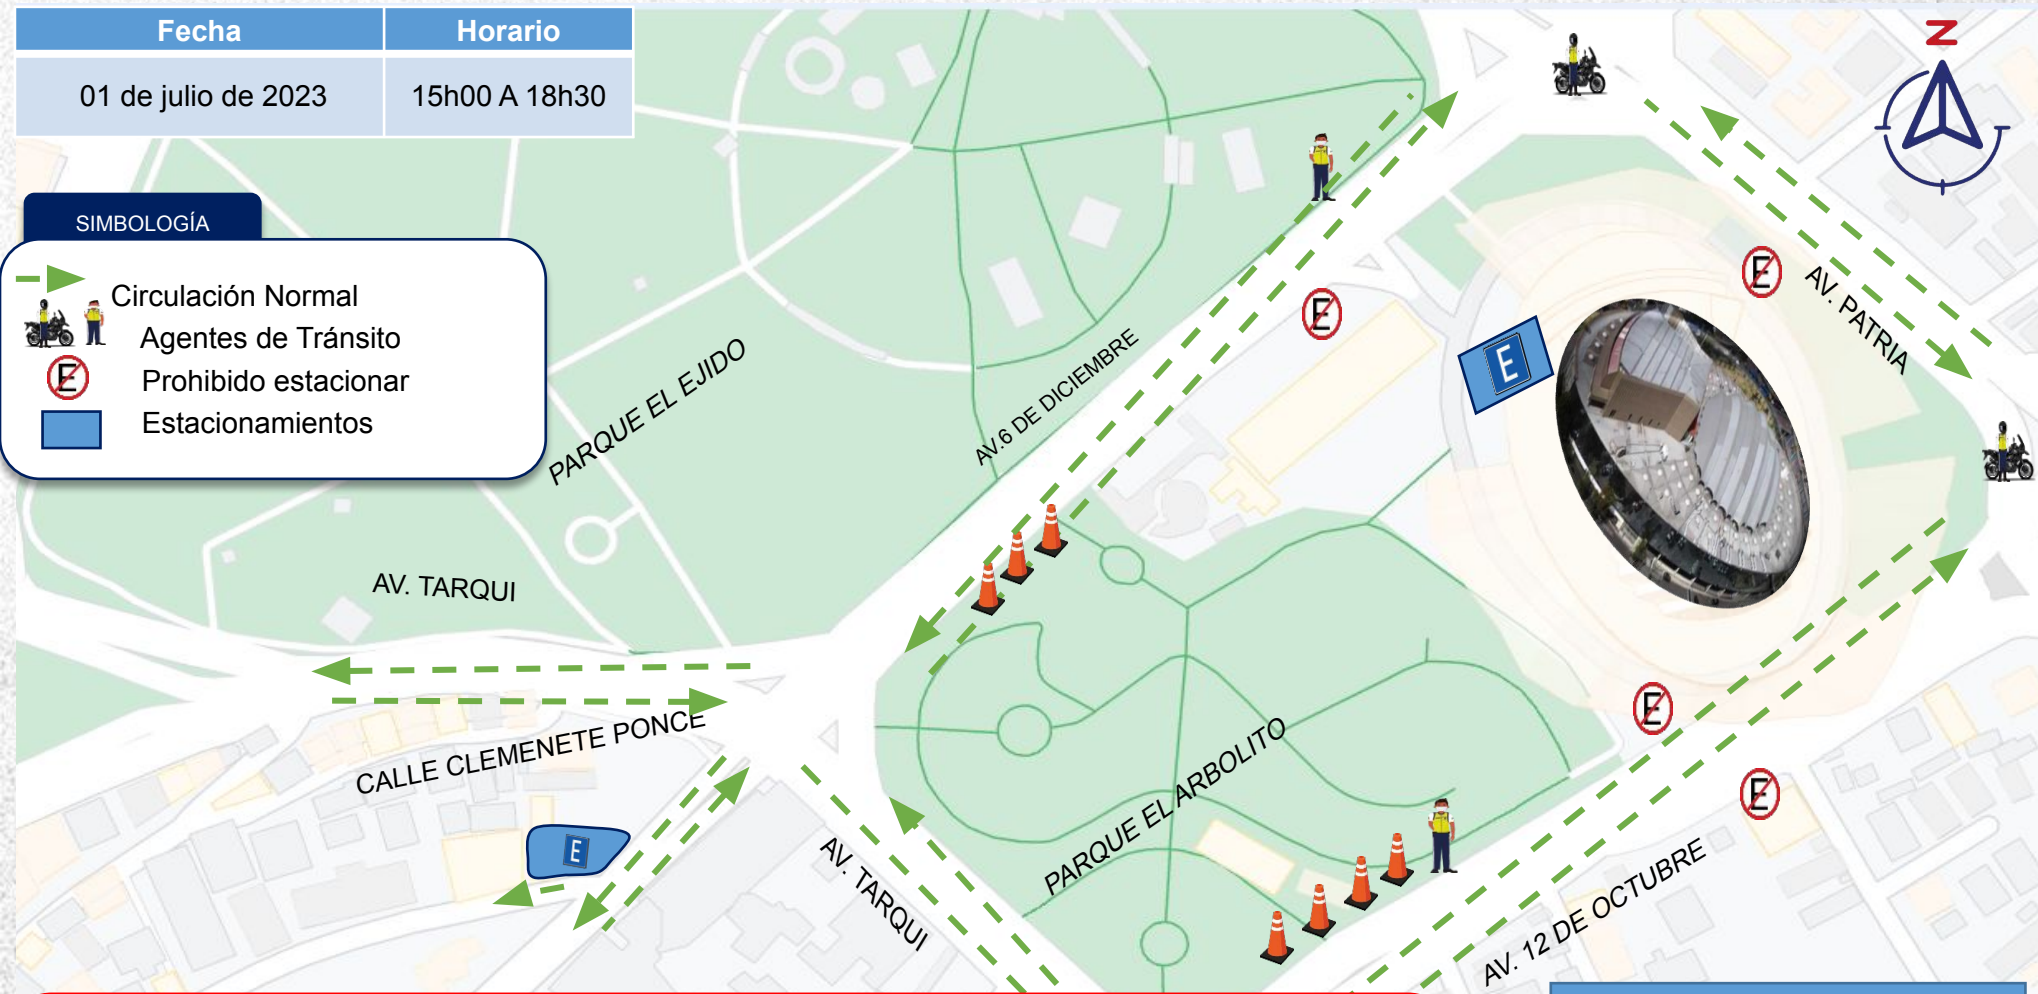 Fecha Horario
01 de julio de 2023 15h00 A 18h30
N
SIMBOLOGÍA
Circulación Normal
Agentes de Tránsito
E Prohibido estacionar
Estacionamientos
PARQUE EL EJIDO
AV.6 DE DICIEMBRE
E
E
AV. PATRIA
E
AV. TARQUI
CALLE CLEMENETE PONCE
E
AV. TARQUI
PARQUE EL ARBOLITO
E
E
AV. 12 DE OCTUBRE